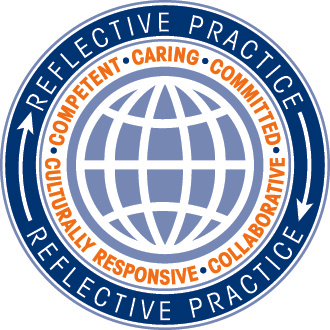 REFLECTIVE PRACTICE
• COMPETENT • CARING • COMMITTED •
CULTURALLY RESPONSIVE • COLLABORATIVE
REFLECTIVE PRACTICE